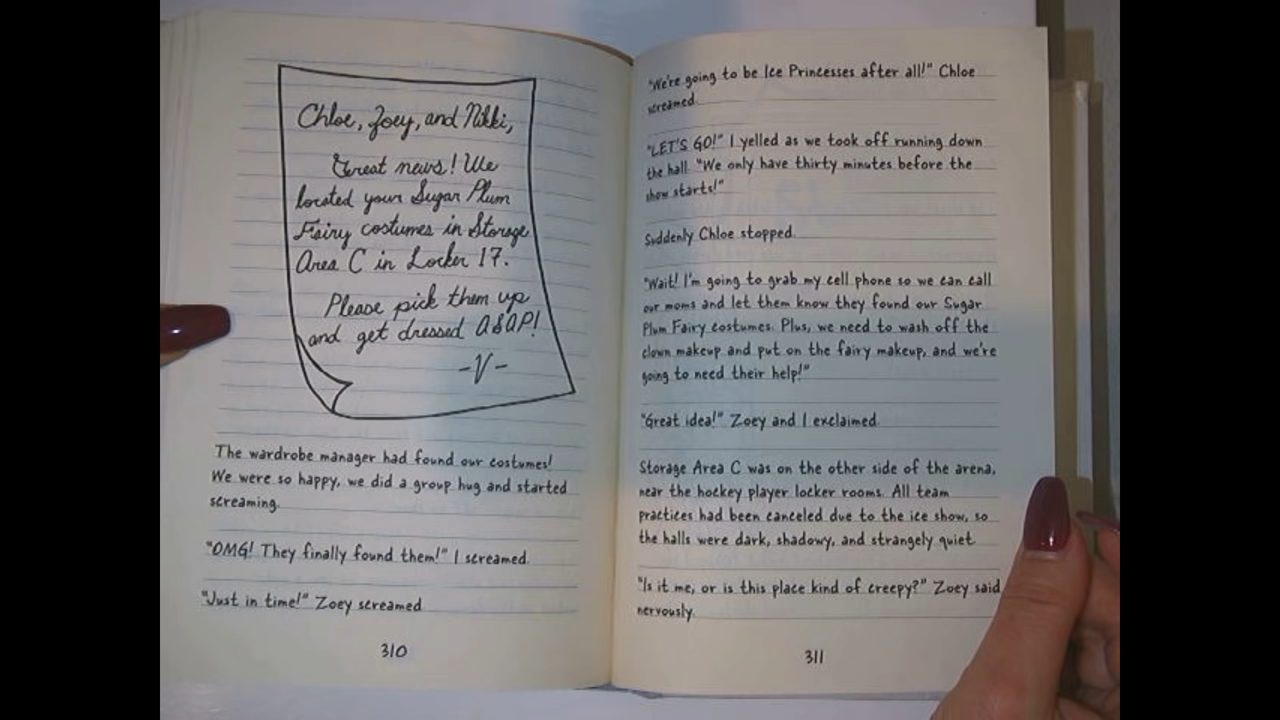 Chloe, Zoey, and Nikki,
Great news! We
located your Sugar Plum
Fairy costumes in Storage
Area C in Locker 17.
Please pick them up
and get dressed ASAP!
-V-
The wardrobe manager had found our costumes!
We were so happy, we did a group hug and started
screaming.
"OMG! They finally found them!" I screamed.
"Just in time!" Zoey screamed.
310
"We're going to be Ice Princesses after all!" Chloe
screamed.
"LET'S GO!" I yelled as we took off running down
the hall. "We only have thirty minutes before the
show starts!"
Suddenly Chloe stopped.
"Wait! I'm going to grab my cell phone so we can call
our moms and let them know they found our Sugar
Plum Fairy costumes. Plus, we need to wash off the
clown makeup and put on the fairy makeup, and we're
going to need their help!"
"Great idea!" Zoey and I exclaimed.
Storage Area C was on the other side of the arena,
near the hockey player locker rooms. All team
practices had been canceled due to the ice show, so
the halls were dark, shadowy, and strangely quiet.
"Is it me, or is this place kind of creepy?" Zoey said
nervously.
311